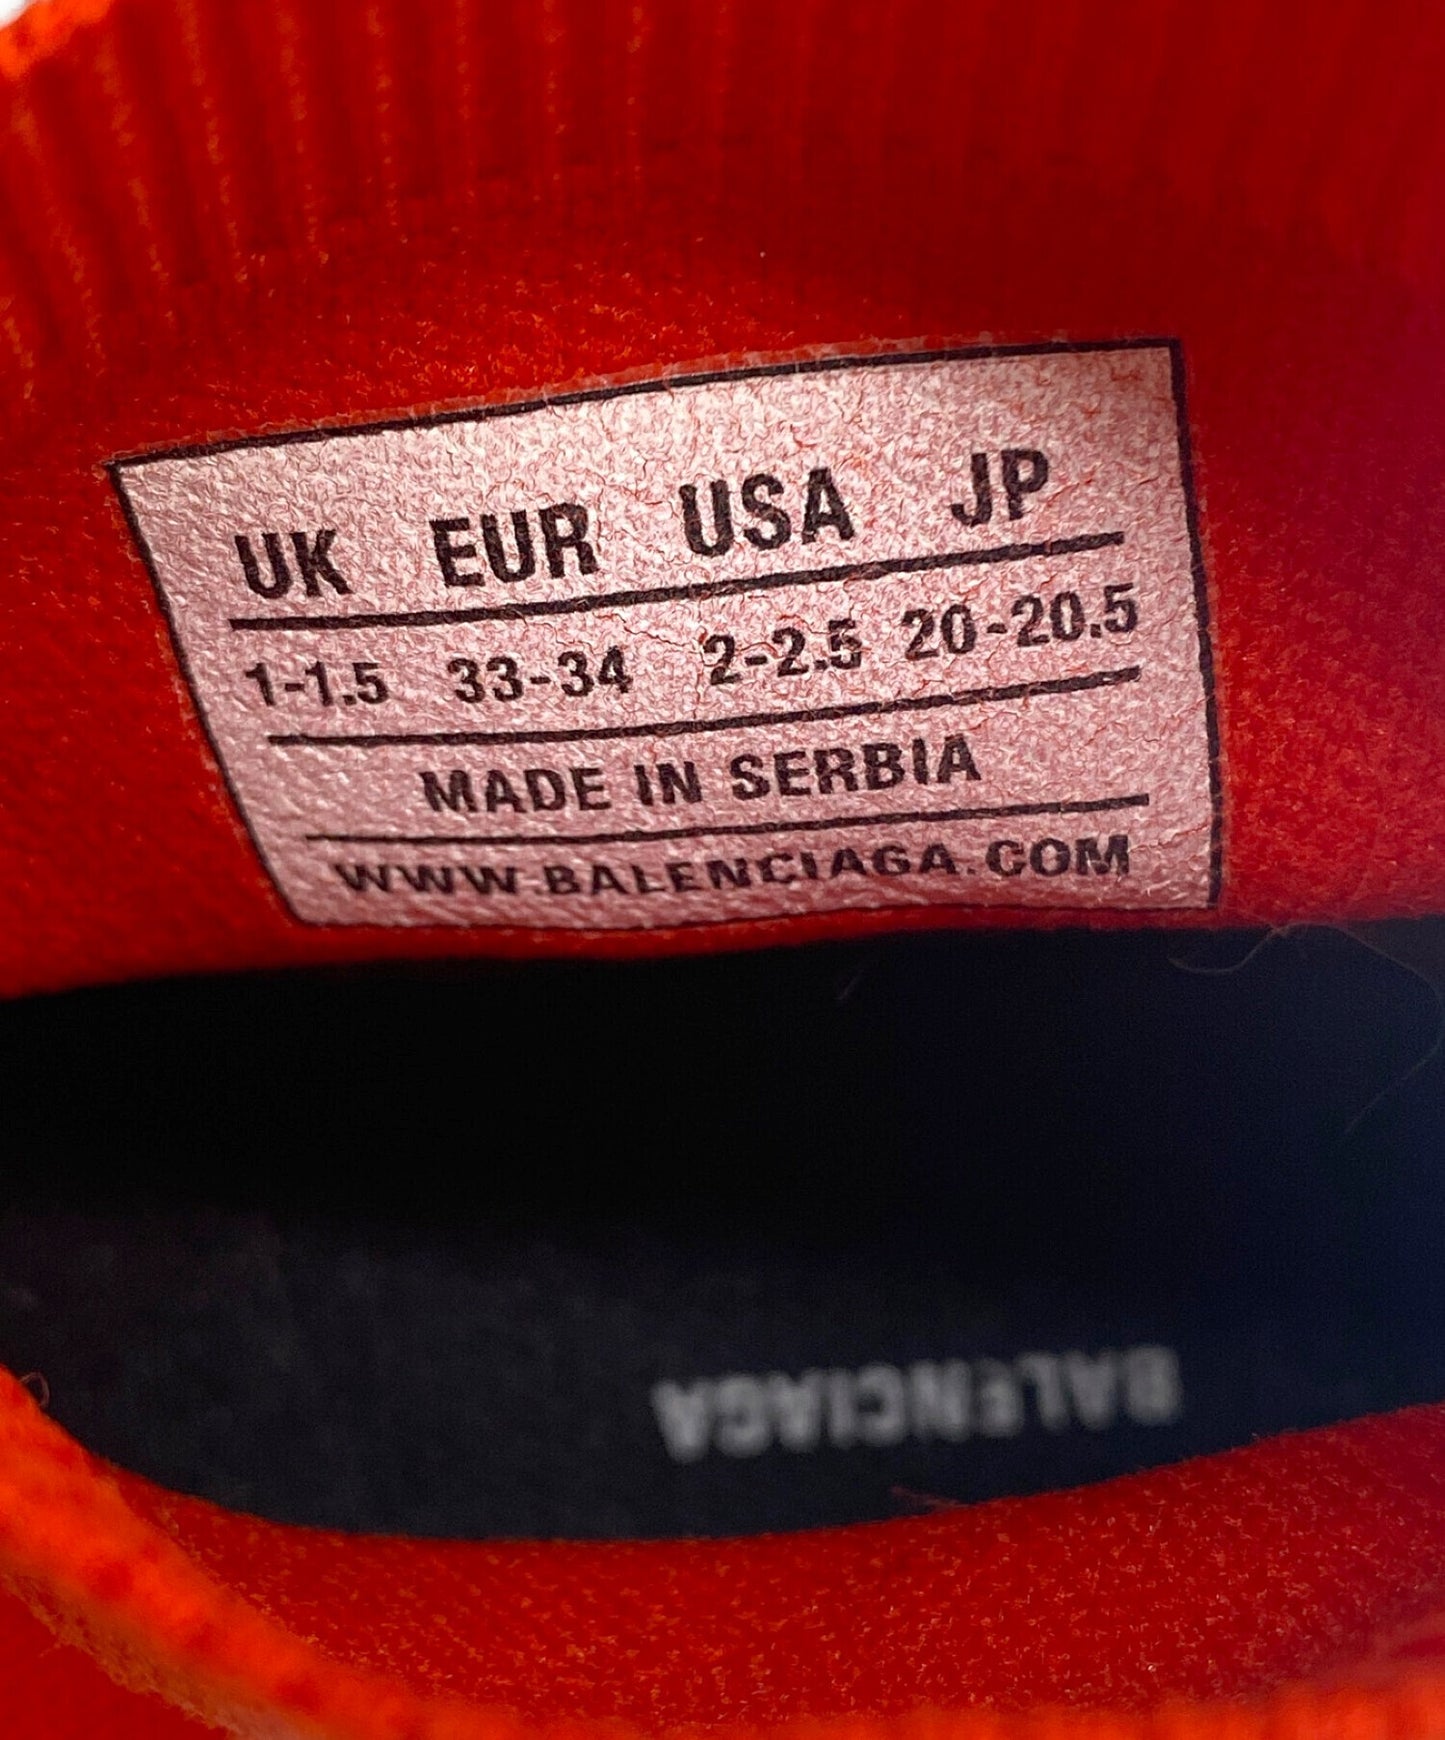 UK EUR USA JP
1-1.5 33-34 2-2.5 20-20.5
MADE IN SERBIA
WWW.BALENCIAGA.COM
BALENCIAGA